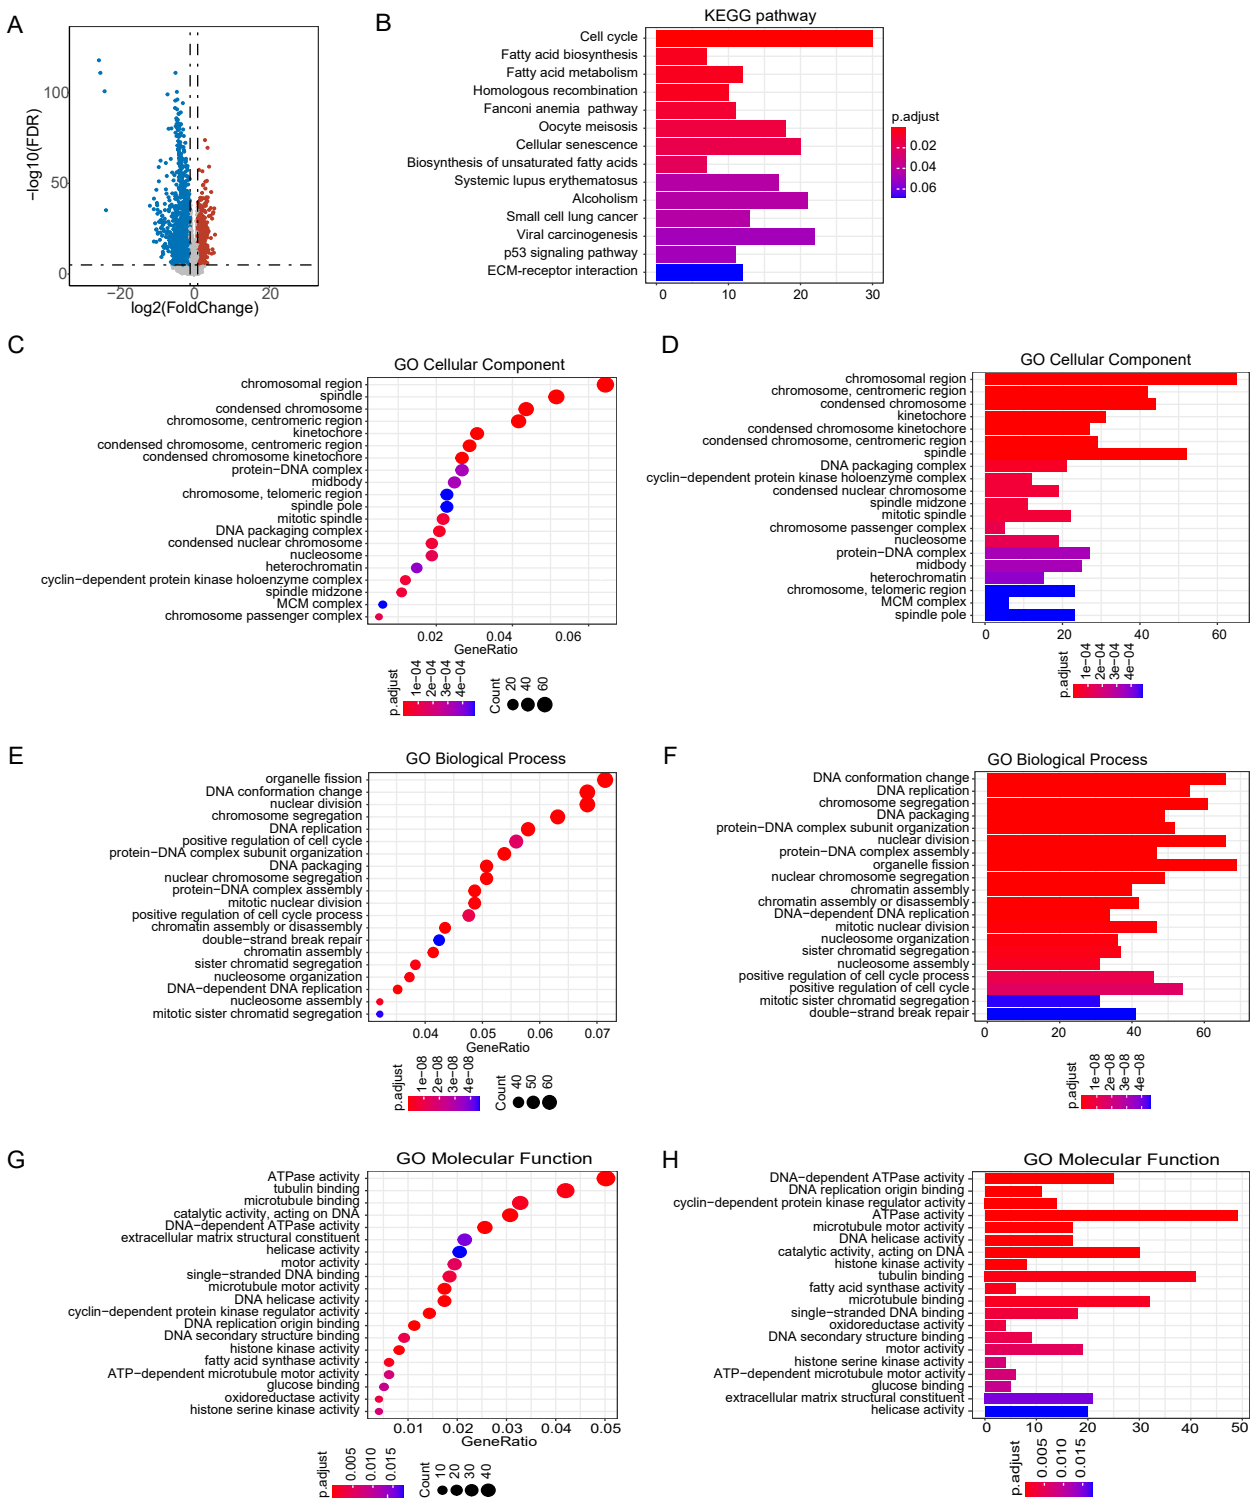 A
−log10(FDR)
100
50
0
−20
0
20
log2(FoldChange)
B
KEGG pathway
Cell cycle
Fatty acid biosynthesis
Fatty acid metabolism
Homologous recombination
Fanconi anemia  pathway
Oocyte meisosis
Cellular senescence
Biosynthesis of unsaturated fatty acids
Systemic lupus erythematosus
Alcoholism
Small cell lung cancer
Viral carcinogenesis
p53 signaling pathway
ECM−receptor interaction
0
10
20
30
p.adjust
0.02
0.04
0.06
C
GO Cellular Component
chromosomal region
spindle
condensed chromosome
chromosome, centromeric region
kinetochore
condensed chromosome, centromeric region
condensed chromosome kinetochore
protein−DNA complex
midbody
chromosome, telomeric region
spindle pole
mitotic spindle
DNA packaging complex
condensed nuclear chromosome
nucleosome
heterochromatin
cyclin−dependent protein kinase holoenzyme complex
spindle midzone
MCM complex
chromosome passenger complex
0.02
0.04
0.06
GeneRatio
p.adjust
1e−04
2e−04
3e−04
4e−04
Count
20
40
60
D
GO Cellular Component
chromosomal region
chromosome, centromeric region
condensed chromosome
kinetochore
condensed chromosome kinetochore
condensed chromosome, centromeric region
spindle
DNA packaging complex
cyclin−dependent protein kinase holoenzyme complex
condensed nuclear chromosome
spindle midzone
mitotic spindle
chromosome passenger complex
nucleosome
protein−DNA complex
midbody
heterochromatin
chromosome, telomeric region
MCM complex
spindle pole
0
20
40
60
p.adjust
1e−04
2e−04
3e−04
4e−04
E
GO Biological Process
organelle fission
DNA conformation change
nuclear division
chromosome segregation
DNA replication
positive regulation of cell cycle
protein−DNA complex subunit organization
DNA packaging
nuclear chromosome segregation
protein−DNA complex assembly
mitotic nuclear division
positive regulation of cell cycle process
chromatin assembly or disassembly
double−strand break repair
chromatin assembly
sister chromatid segregation
nucleosome organization
DNA−dependent DNA replication
nucleosome assembly
mitotic sister chromatid segregation
0.04
0.05
0.06
0.07
GeneRatio
p.adjust
1e−08
2e−08
3e−08
4e−08
Count
40
50
60
F
GO Biological Process
DNA conformation change
DNA replication
chromosome segregation
DNA packaging
protein−DNA complex subunit organization
nuclear division
protein−DNA complex assembly
organelle fission
nuclear chromosome segregation
chromatin assembly
chromatin assembly or disassembly
DNA−dependent DNA replication
mitotic nuclear division
nucleosome organization
sister chromatid segregation
nucleosome assembly
positive regulation of cell cycle process
positive regulation of cell cycle
mitotic sister chromatid segregation
double−strand break repair
0
20
40
60
p.adjust
1e−08
2e−08
3e−08
4e−08
G
GO Molecular Function
ATPase activity
tubulin binding
microtubule binding
catalytic activity, acting on DNA
DNA−dependent ATPase activity
extracellular matrix structural constituent
helicase activity
motor activity
single−stranded DNA binding
microtubule motor activity
DNA helicase activity
cyclin−dependent protein kinase regulator activity
DNA replication origin binding
DNA secondary structure binding
histone kinase activity
fatty acid synthase activity
ATP−dependent microtubule motor activity
glucose binding
oxidoreductase activity
histone serine kinase activity
0.01
0.02
0.03
0.04
0.05
GeneRatio
p.adjust
0.005
0.010
0.015
Count
10
20
30
40
H
GO Molecular Function
DNA−dependent ATPase activity
DNA replication origin binding
cyclin−dependent protein kinase regulator activity
ATPase activity
microtubule motor activity
DNA helicase activity
catalytic activity, acting on DNA
histone kinase activity
tubulin binding
fatty acid synthase activity
microtubule binding
single−stranded DNA binding
oxidoreductase activity
DNA secondary structure binding
motor activity
histone serine kinase activity
ATP−dependent microtubule motor activity
glucose binding
extracellular matrix structural constituent
helicase activity
0
10
20
30
40
50
p.adjust
0.005
0.010
0.015